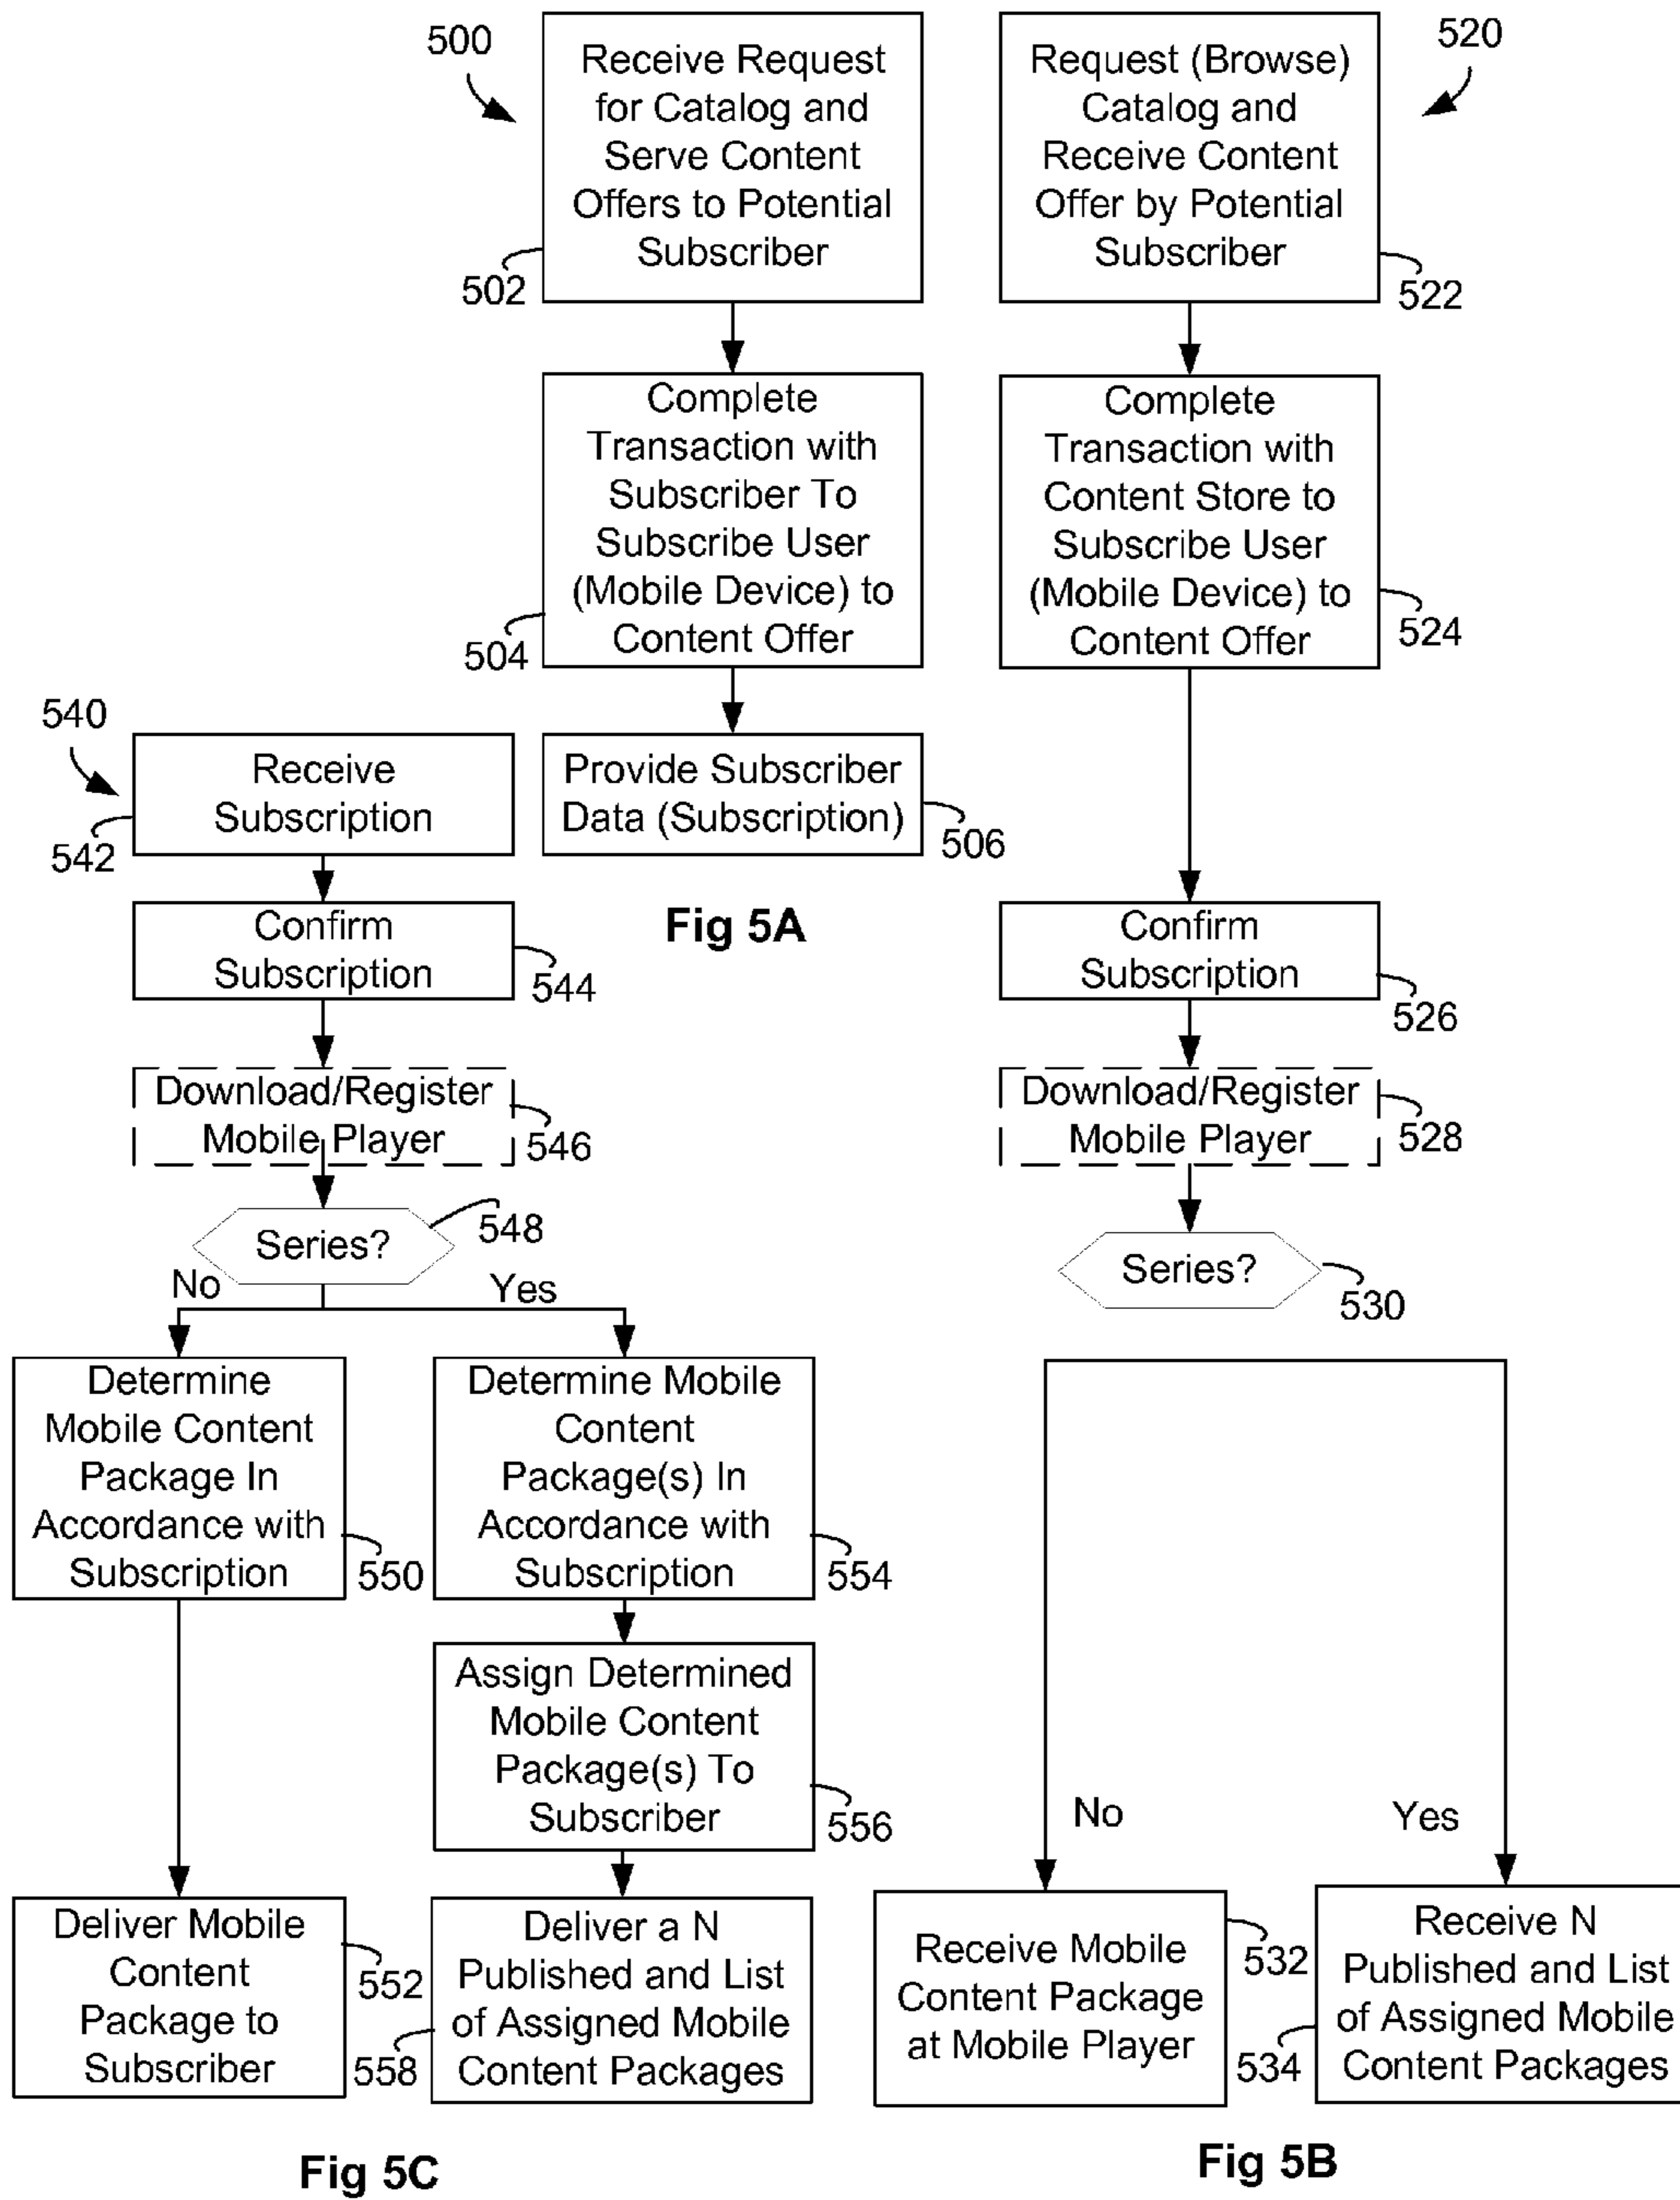 500
Receive Request
for Catalog and
Serve Content
Offers to Potential
Subscriber
502
Complete
Transaction with
Subscriber To
Subscribe User
(Mobile Device) to
Content Offer
504
Provide Subscriber
Data (Subscription)
506
Fig 5A
520
Request (Browse)
Catalog and
Receive Content
Offer by Potential
Subscriber
522
Complete
Transaction with
Content Store to
Subscribe User
(Mobile Device) to
Content Offer
524
Confirm
Subscription
526
Download/Register
Mobile Player
528
Series?
530
No
Yes
Receive Mobile
Content Package
at Mobile Player
532
Receive N
Published and List
of Assigned Mobile
Content Packages
534
Fig 5B
540
Receive
Subscription
542
Confirm
Subscription
544
Download/Register
Mobile Player
546
Series?
548
No
Yes
Determine
Mobile Content
Package In
Accordance with
Subscription
550
Deliver Mobile
Content
Package to
Subscriber
552
Determine Mobile
Content
Package(s) In
Accordance with
Subscription
554
Assign Determined
Mobile Content
Package(s) To
Subscriber
556
Deliver a N
Published and List
of Assigned Mobile
Content Packages
558
Fig 5C